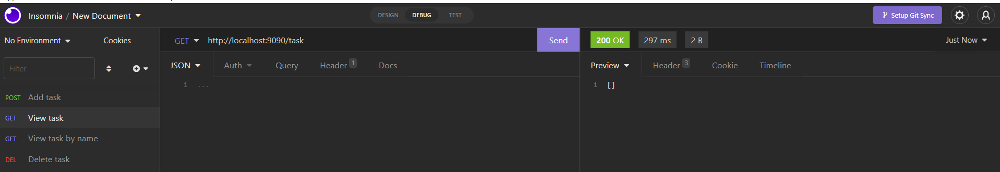 Insomnia / New Document
DESIGN DEBUG TEST
Setup Git Sync
No Environment Cookies
GET http://localhost:9090/task Send
200 OK 297 ms 2 B Just Now
Filter
JSON Auth Query Header 1 Docs
Preview Header 3 Cookie Timeline
1 ...
1 []
POST Add task
GET View task
GET View task by name
DEL Delete task